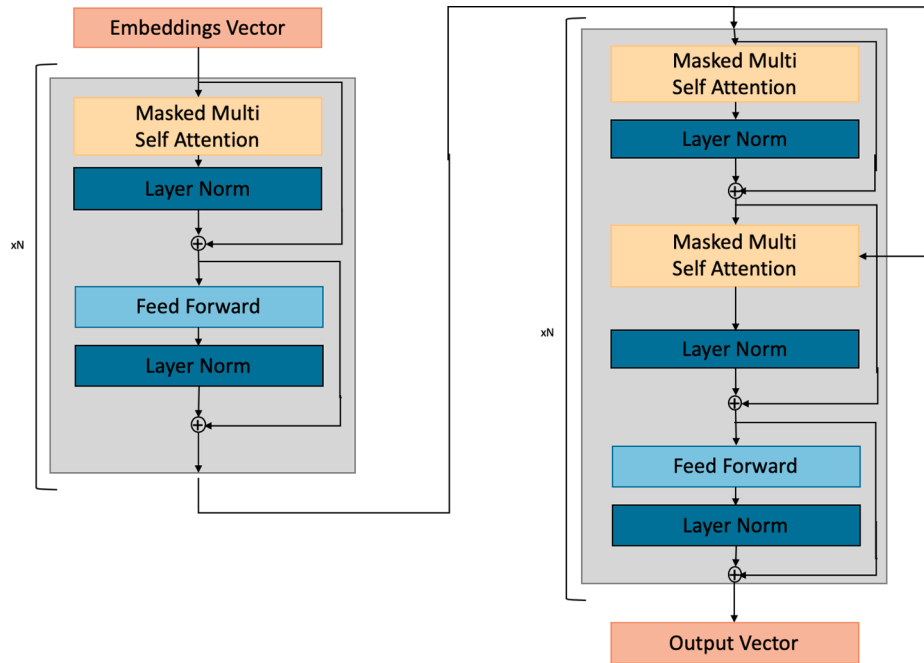 Embeddings Vector
Masked Multi
Self Attention
Layer Norm
xN
Feed Forward
Layer Norm
Masked Multi
Self Attention
Layer Norm
Masked Multi
Self Attention
xN
Layer Norm
Feed Forward
Layer Norm
Output Vector